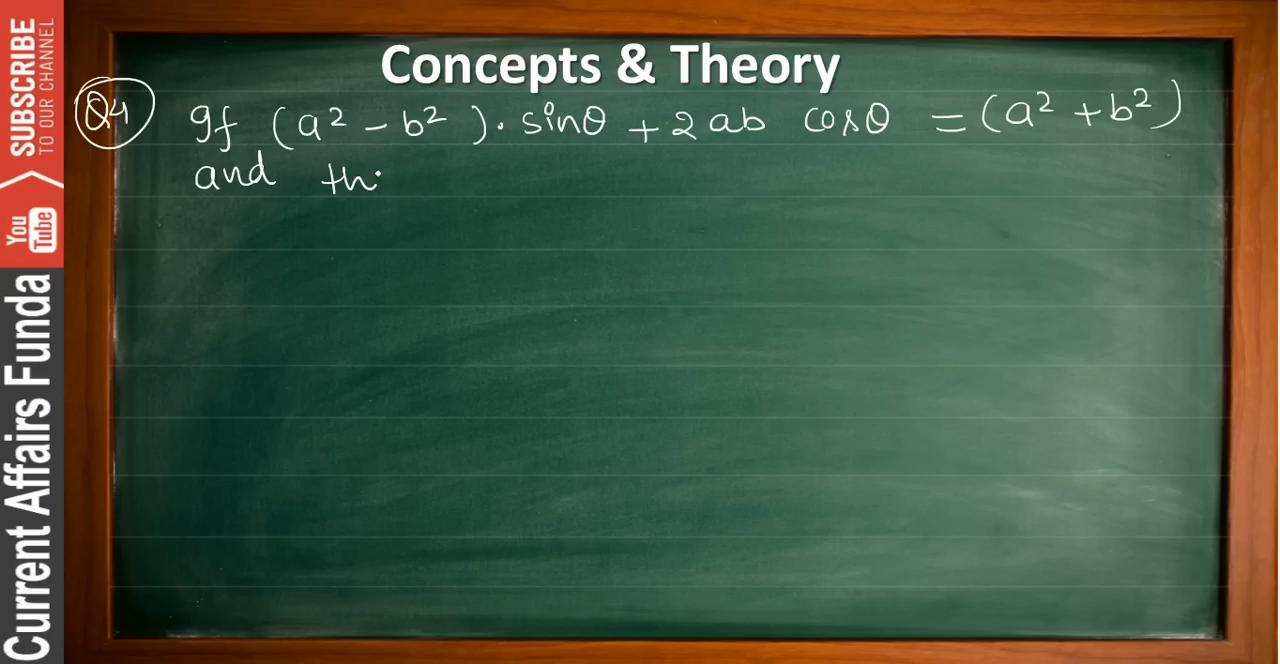 Concepts & Theory
Q4 If (a² - b²). sinθ + 2ab cosθ = (a² + b²)
and
SUBSCRIBE
TO OUR CHANNEL
You
Tube
Current Affairs Funda